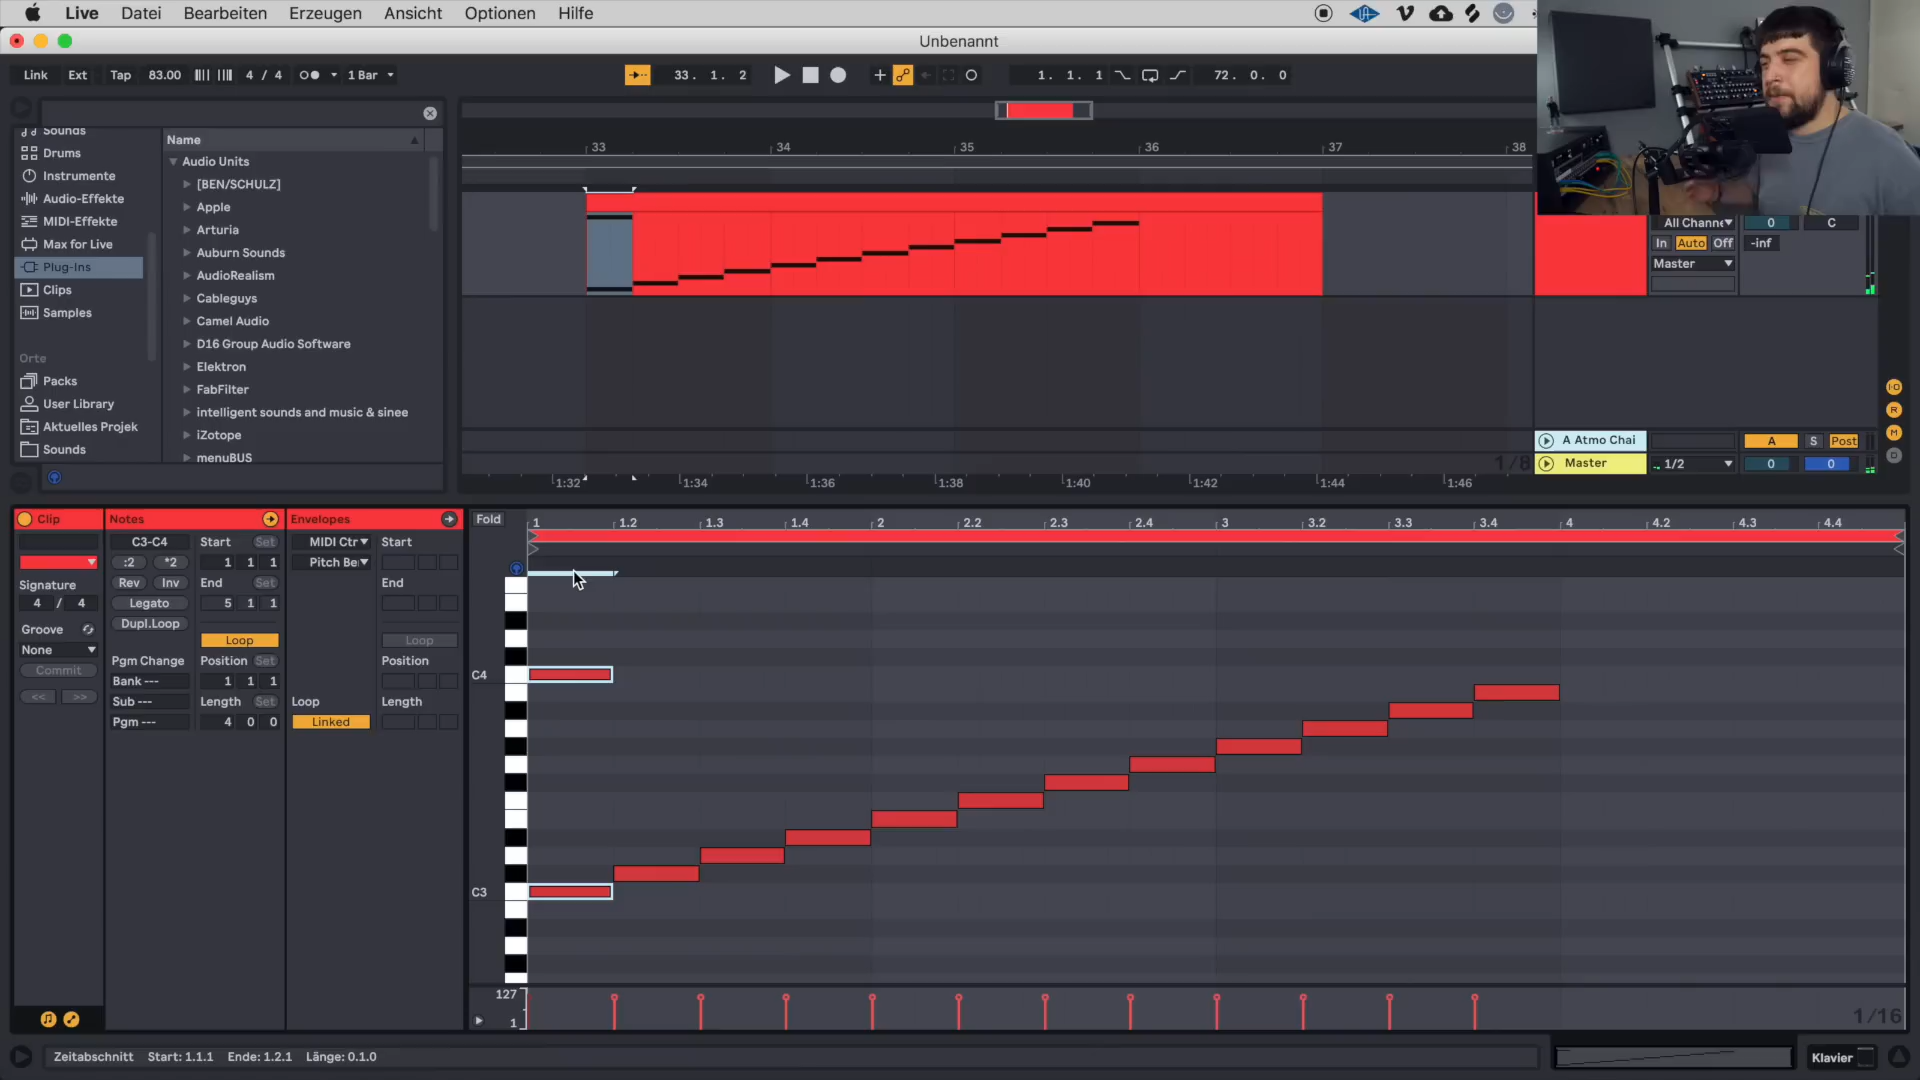 Live Datei Bearbeiten Erzeugen Ansicht Optionen Hilfe
Unbenannt
Link Ext Tap 83.00 4 / 4 1 Bar 33. 1. 2 1. 1. 1 72. 0. 0
Sounds
Drums
Instrumente
Audio-Effekte
MIDI-Effekte
Max for Live
Plug-Ins
Clips
Samples
Orte
Packs
User Library
Aktuelles Projek
Sounds
Name
Audio Units
[BEN/SCHULZ]
Apple
Arturia
Auburn Sounds
AudioRealism
Cableguys
Camel Audio
D16 Group Audio Software
Elektron
FabFilter
intelligent sounds and music & sinee
iZotope
menuBUS
33 34 35 36 37 38
All Channe 0 C
In Auto Off -inf
Master
A Atmo Chai A S Post
1/8 Master 1/2 0 0
1:32 1:34 1:36 1:38 1:40 1:42 1:44 1:46
Clip
Signature
4 / 4
Groove
None
Commit
<< >>
Notes
C3-C4 Start Set
:2 *2 1 1 1
Rev Inv End Set
Legato 5 1 1
Dupl.Loop
Loop
Pgm Change Position Set
Bank --- 1 1 1
Sub --- Length Set
Pgm --- 4 0 0
Envelopes
MIDI Ctr Start
Pitch Be
End
Loop
Position
Loop Length
Linked
Fold 1 1.2 1.3 1.4 2 2.2 2.3 2.4 3 3.2 3.3 3.4 4 4.2 4.3 4.4
C4
C3
127
1
1/16
Zeitabschnitt Start: 1.1.1 Ende: 1.2.1 Länge: 0.1.0 Klavier